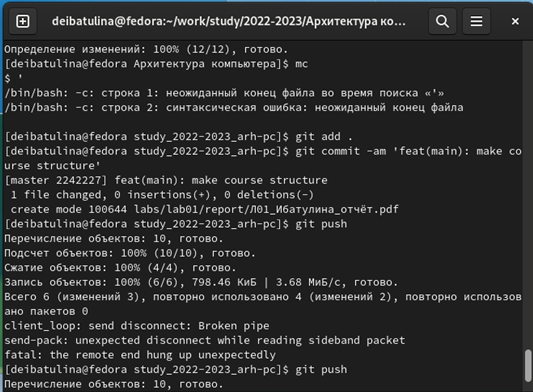 deibatulina@fedora:~/work/study/2022-2023/Архитектура ко...
Определение изменений: 100% (12/12), готово.
[deibatulina@fedora Архитектура компьютера]$ mc
$ '
/bin/bash: -c: строка 1: неожиданный конец файла во время поиска «'»
/bin/bash: -c: строка 2: синтаксическая ошибка: неожиданный конец файла
[deibatulina@fedora study_2022-2023_arh-pc]$ git add .
[deibatulina@fedora study_2022-2023_arh-pc]$ git commit -am 'feat(main): make co
urse structure'
[master 2242227] feat(main): make course structure
1 file changed, 0 insertions(+), 0 deletions(-)
create mode 100644 labs/lab01/report/Л01_Ибатулина_отчёт.pdf
[deibatulina@fedora study_2022-2023_arh-pc]$ git push
Перечисление объектов: 10, готово.
Подсчет объектов: 100% (10/10), готово.
Сжатие объектов: 100% (4/4), готово.
Запись объектов: 100% (6/6), 798.46 КиБ | 3.68 МиБ/с, готово.
Всего 6 (изменений 3), повторно использовано 4 (изменений 2), повторно использов
ано пакетов 0
client_loop: send disconnect: Broken pipe
send-pack: unexpected disconnect while reading sideband packet
fatal: the remote end hung up unexpectedly
[deibatulina@fedora study_2022-2023_arh-pc]$ git push
Перечисление объектов: 10, готово.